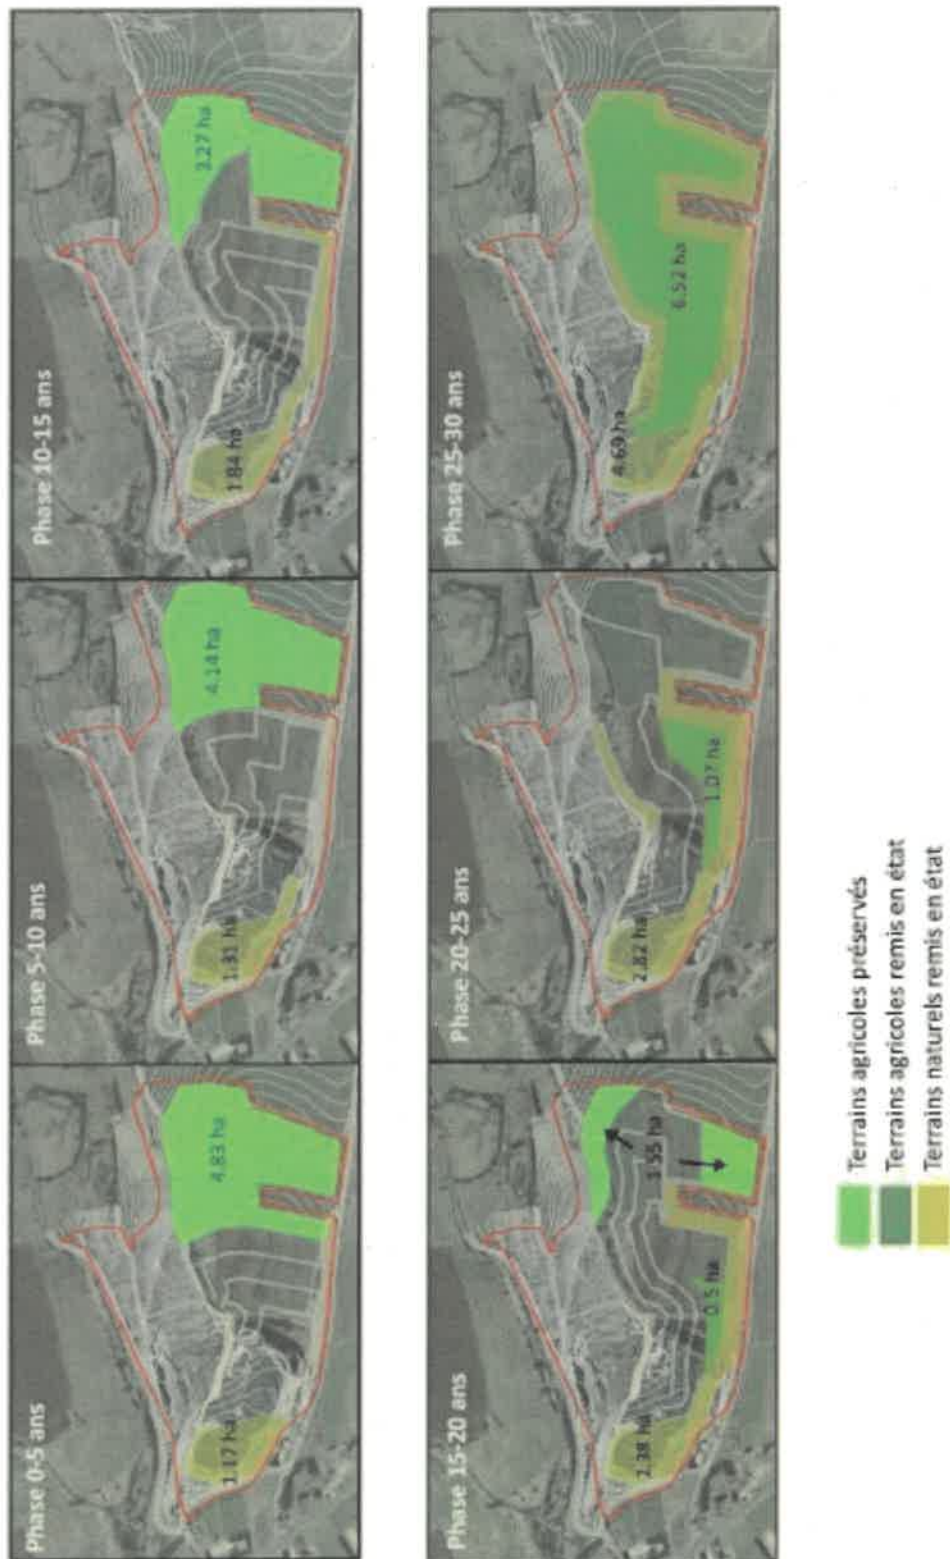 Phase 0-5 ans
1.17 ha
4.83 ha
Phase 5-10 ans
1.31 ha
4.14 ha
Phase 10-15 ans
1.84 ha
3.27 ha
Phase 15-20 ans
2.38 ha
0.5 ha
1.55 ha
Phase 20-25 ans
2.82 ha
1.07 ha
Phase 25-30 ans
4.69 ha
6.52 ha
Terrains agricoles préservés
Terrains agricoles remis en état
Terrains naturels remis en état